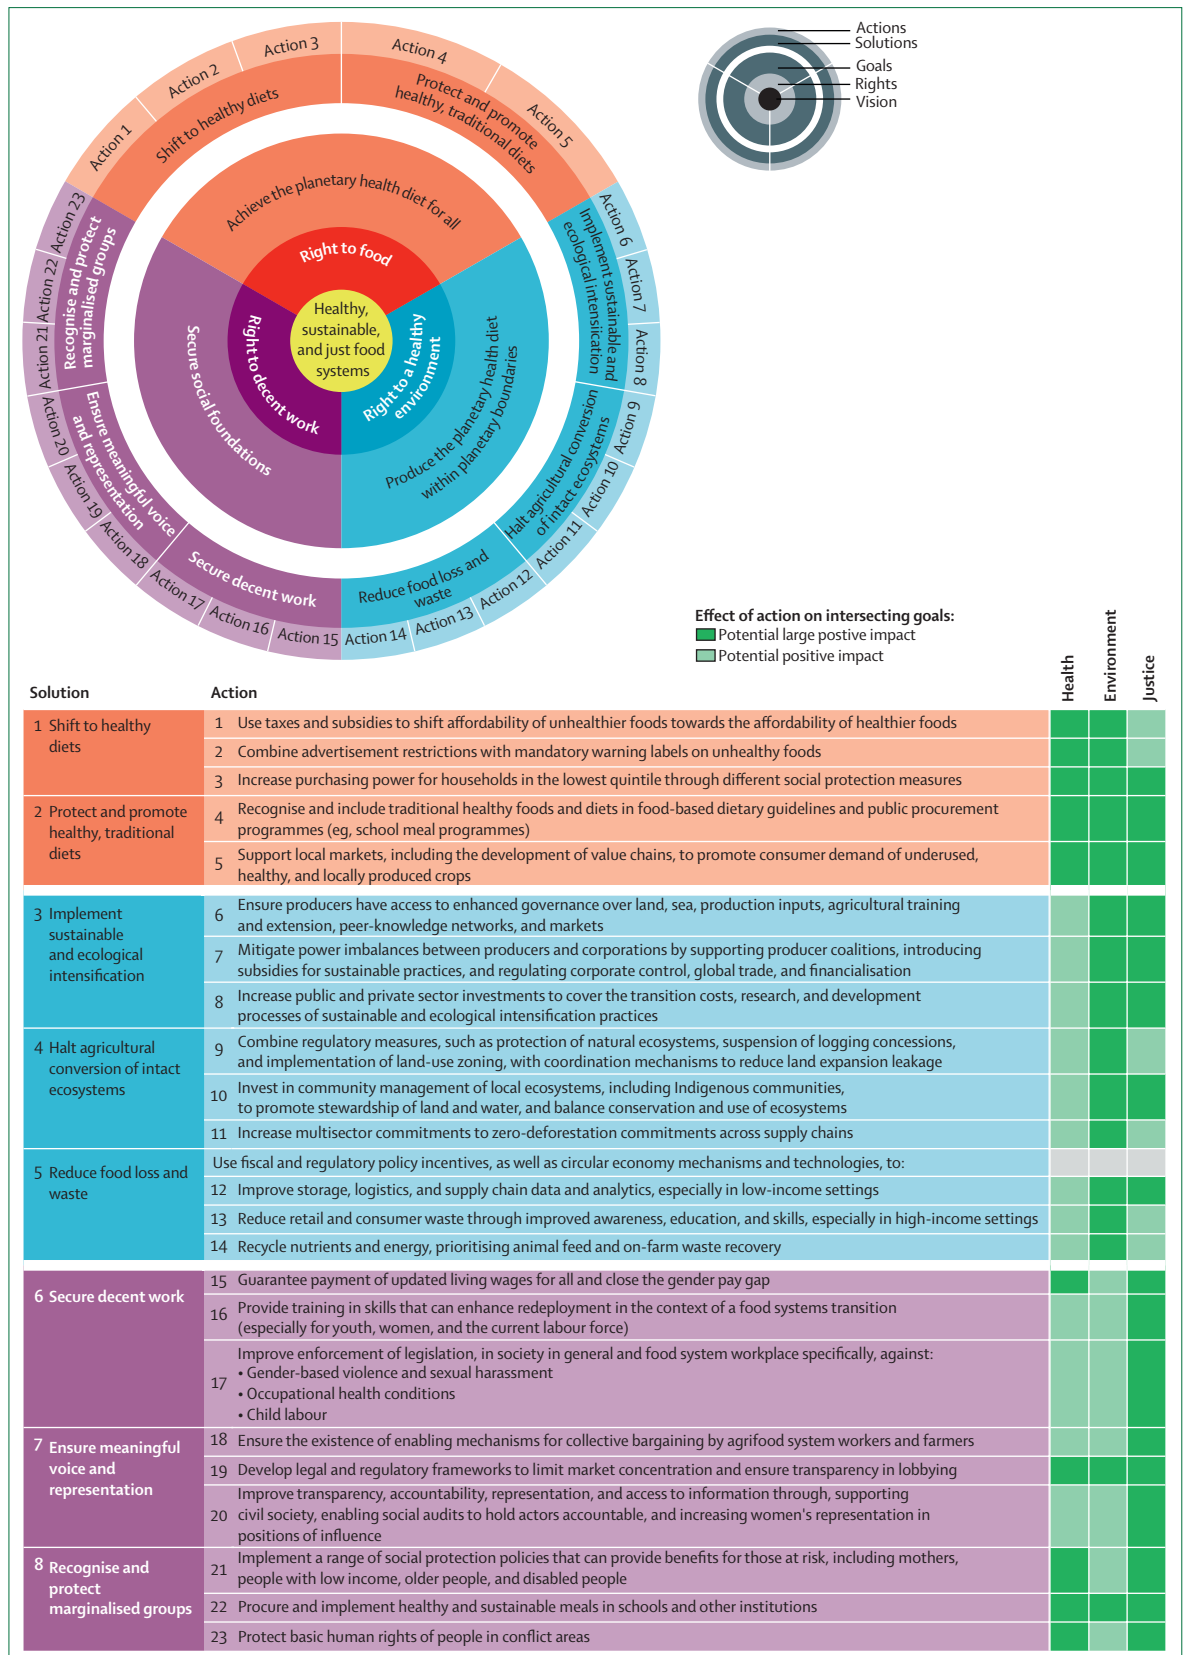 Action 1
Action 2
Action 3
Action 4
Action 5
Action 6
Action 7
Action 8
Action 9
Action 10
Action 11
Action 12
Action 13
Action 14
Action 15
Action 16
Action 17
Action 18
Action 19
Action 20
Action 21
Action 22
Action 23
Shift to healthy diets
Protect and promote
healthy, traditional diets
Implement sustainable and
ecological intensiication
Halt agricultural conversion
of intact ecosystems
Reduce food loss and
waste
Secure decent work
Ensure meaningful voice
and representation
Recognise and protect
marginalised groups
Achieve the planetary health diet for all
Produce the planetary health diet
within planetary boundaries
Secure social foundations
Right to food
Right to a healthy
environment
Right to decent work
Healthy,
sustainable,
and just food
systems
Actions
Solutions
Goals
Rights
Vision
Effect of action on intersecting goals:
Potential large postive impact
Potential positive impact
Health
Environment
Justice
Solution
Action
1 Shift to healthy
diets
1 Use taxes and subsidies to shift affordability of unhealthier foods towards the affordability of healthier foods
2 Combine advertisement restrictions with mandatory warning labels on unhealthy foods
3 Increase purchasing power for households in the lowest quintile through different social protection measures
2 Protect and promote
healthy, traditional
diets
4 Recognise and include traditional healthy foods and diets in food-based dietary guidelines and public procurement
programmes (eg, school meal programmes)
5 Support local markets, including the development of value chains, to promote consumer demand of underused,
healthy, and locally produced crops
3 Implement
sustainable
and ecological
intensification
6 Ensure producers have access to enhanced governance over land, sea, production inputs, agricultural training
and extension, peer-knowledge networks, and markets
7 Mitigate power imbalances between producers and corporations by supporting producer coalitions, introducing
subsidies for sustainable practices, and regulating corporate control, global trade, and financialisation
8 Increase public and private sector investments to cover the transition costs, research, and development
processes of sustainable and ecological intensification practices
4 Halt agricultural
conversion of intact
ecosystems
9 Combine regulatory measures, such as protection of natural ecosystems, suspension of logging concessions,
and implementation of land-use zoning, with coordination mechanisms to reduce land expansion leakage
10 Invest in community management of local ecosystems, including Indigenous communities,
to promote stewardship of land and water, and balance conservation and use of ecosystems
11 Increase multisector commitments to zero-deforestation commitments across supply chains
5 Reduce food loss and
waste
Use fiscal and regulatory policy incentives, as well as circular economy mechanisms and technologies, to:
12 Improve storage, logistics, and supply chain data and analytics, especially in low-income settings
13 Reduce retail and consumer waste through improved awareness, education, and skills, especially in high-income settings
14 Recycle nutrients and energy, prioritising animal feed and on-farm waste recovery
6 Secure decent work
15 Guarantee payment of updated living wages for all and close the gender pay gap
16 Provide training in skills that can enhance redeployment in the context of a food systems transition
(especially for youth, women, and the current labour force)
17 Improve enforcement of legislation, in society in general and food system workplace specifically, against:
• Gender-based violence and sexual harassment
• Occupational health conditions
• Child labour
7 Ensure meaningful
voice and
representation
18 Ensure the existence of enabling mechanisms for collective bargaining by agrifood system workers and farmers
19 Develop legal and regulatory frameworks to limit market concentration and ensure transparency in lobbying
20 Improve transparency, accountability, representation, and access to information through, supporting
civil society, enabling social audits to hold actors accountable, and increasing women's representation in
positions of influence
8 Recognise and
protect
marginalised groups
21 Implement a range of social protection policies that can provide benefits for those at risk, including mothers,
people with low income, older people, and disabled people
22 Procure and implement healthy and sustainable meals in schools and other institutions
23 Protect basic human rights of people in conflict areas